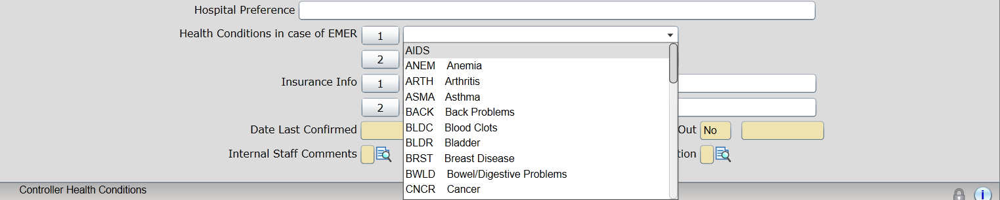 Hospital Preference
Health Conditions in case of EMER 1
2
AIDS
ANEM Anemia
ARTH Arthritis
ASMA Asthma
BACK Back Problems
BLDC Blood Clots
BLDR Bladder
BRST Breast Disease
BWLD Bowel/Digestive Problems
CNCR Cancer
Insurance Info 1
2
Date Last Confirmed
Out No
Internal Staff Comments
tion
Controller Health Conditions
i